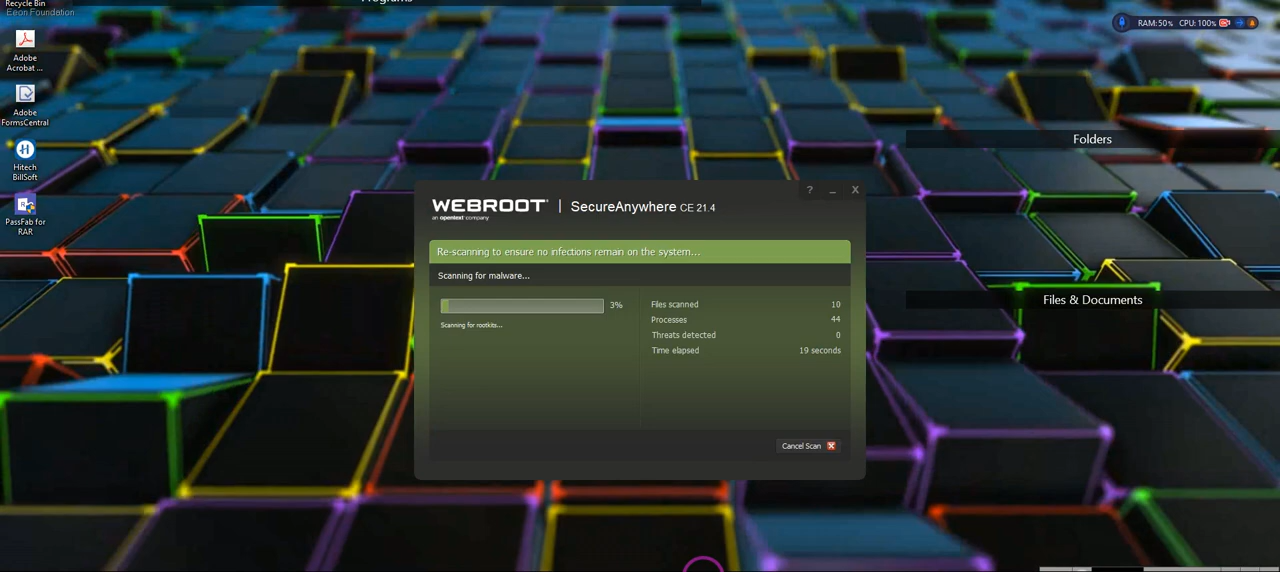 Programs
Recycle Bin
Eeon Foundation
Adobe
Acrobat ...
Adobe
FormsCentral
Hitech
BillSoft
PassFab for
RAR
RAM:50% CPU:100%
Folders
Files & Documents
? _ X
WEBROOT® | SecureAnywhere CE 21.4
an opentext company
Re-scanning to ensure no infections remain on the system...
Scanning for malware...
3%
Scanning for rootkits...
Files scanned 10
Processes 44
Threats detected 0
Time elapsed 19 seconds
Cancel Scan